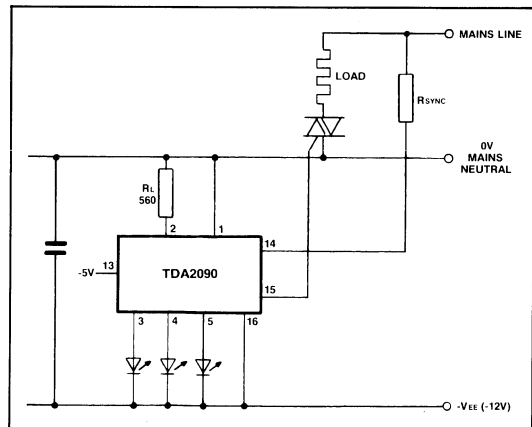 MAINS LINE
LOAD
RSYNC
0V
MAINS
NEUTRAL
RL
560
2
1
14
13
-5V
TDA2090
15
3
4
5
16
-VEE (-12V)